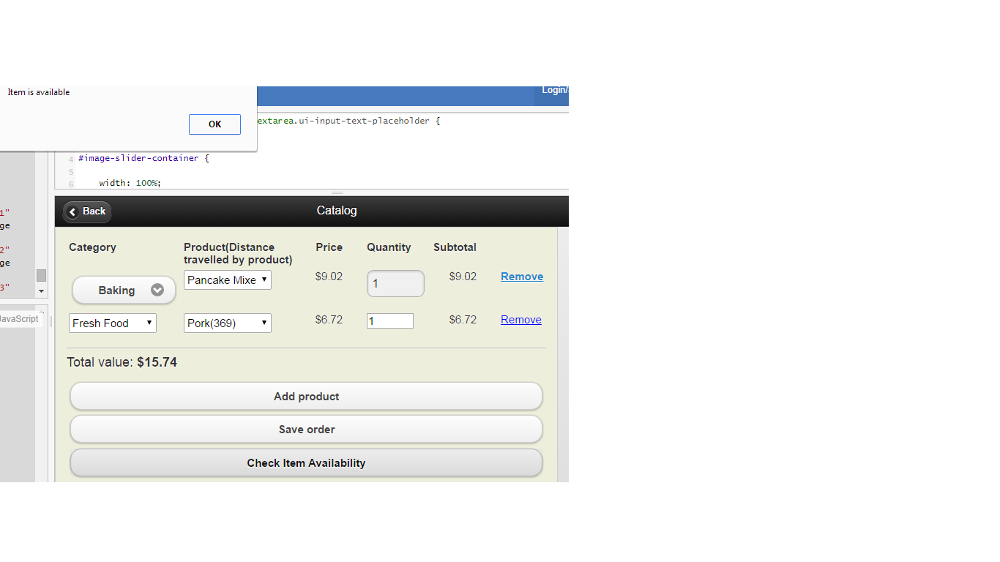 Item is available
Login/
OK
extarea.ui-input-text-placeholder {
4 #image-slider-container {
5
6 width: 100%;
Back
Catalog
1"
ge
2"
ge
3"
JavaScript
Category Product(Distance travelled by product) Price Quantity Subtotal
Baking Pancake Mixe $9.02 1 $9.02 Remove
Fresh Food Pork(369) $6.72 1 $6.72 Remove
Total value: $15.74
Add product
Save order
Check Item Availability